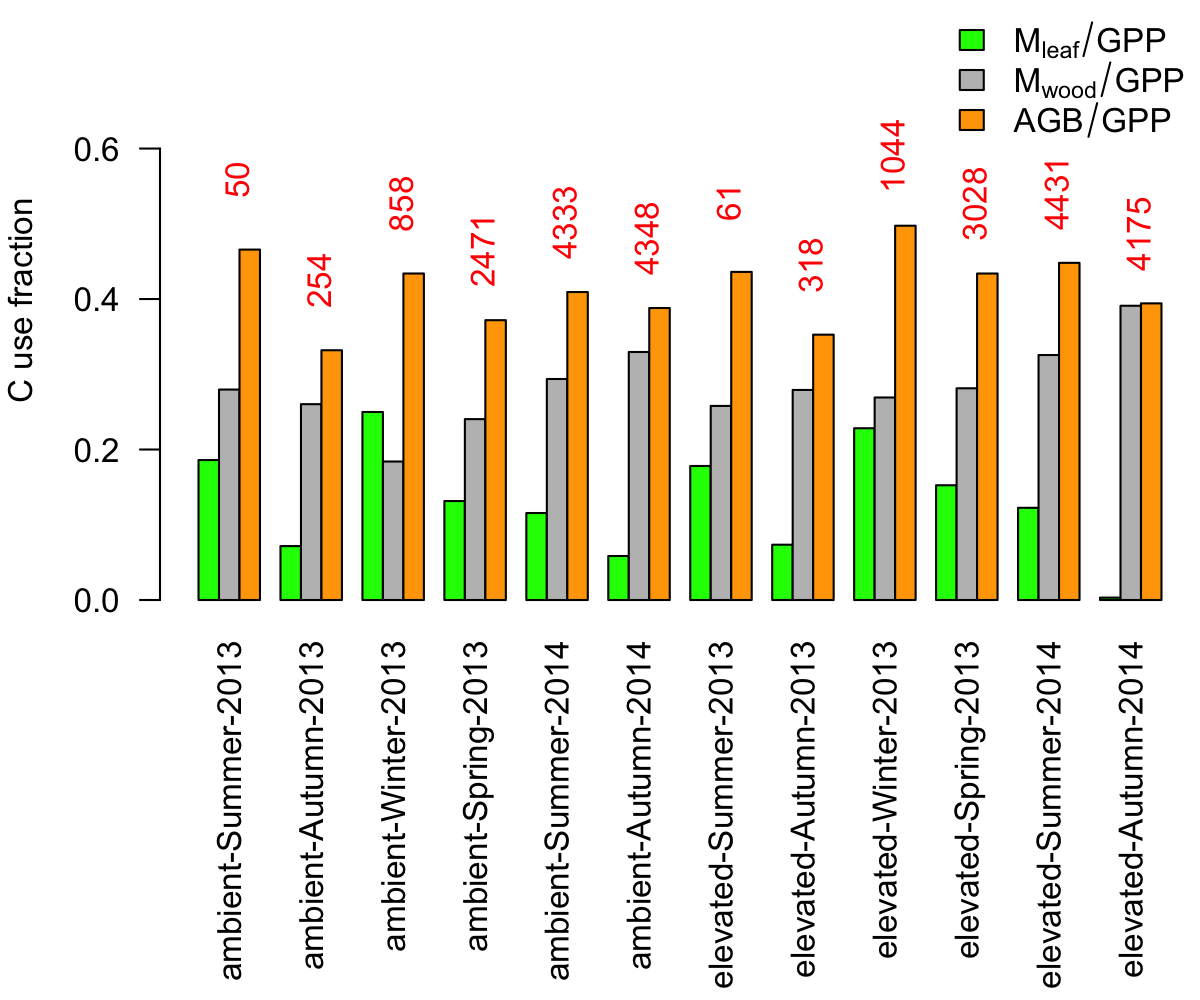 Mleaf/GPP
Mwood/GPP
AGB/GPP
C use fraction
0.6
0.4
0.2
0.0
50
254
858
2471
4333
4348
61
318
1044
3028
4431
4175
ambient-Summer-2013
ambient-Autumn-2013
ambient-Winter-2013
ambient-Spring-2013
ambient-Summer-2014
ambient-Autumn-2014
elevated-Summer-2013
elevated-Autumn-2013
elevated-Winter-2013
elevated-Spring-2013
elevated-Summer-2014
elevated-Autumn-2014